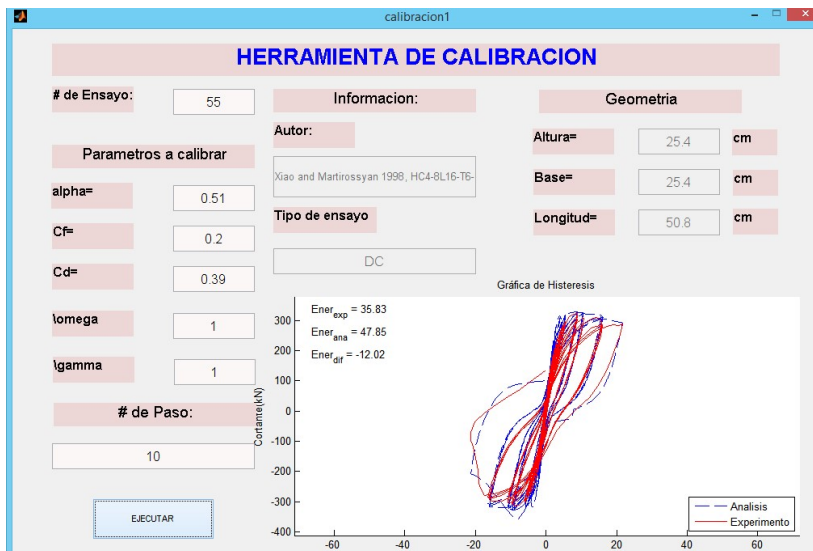 calibracion1
HERRAMIENTA DE CALIBRACION
# de Ensayo:
55
Parametros a calibrar
alpha=
0.51
Cf=
0.2
Cd=
0.39
\omega
1
\gamma
1
# de Paso:
10
EJECUTAR
Informacion:
Autor:
Xiao and Martirossyan 1998, HC4-8L16-T6-
Tipo de ensayo
DC
Geometria
Altura=
25.4
cm
Base=
25.4
cm
Longitud=
50.8
cm
Gráfica de Histeresis
Ener_exp = 35.83
Ener_ana = 47.85
Ener_dif = -12.02
Cortante(kN)
300
200
100
0
-100
-200
-300
-400
-60
-40
-20
0
20
40
60
Analisis
Experimento